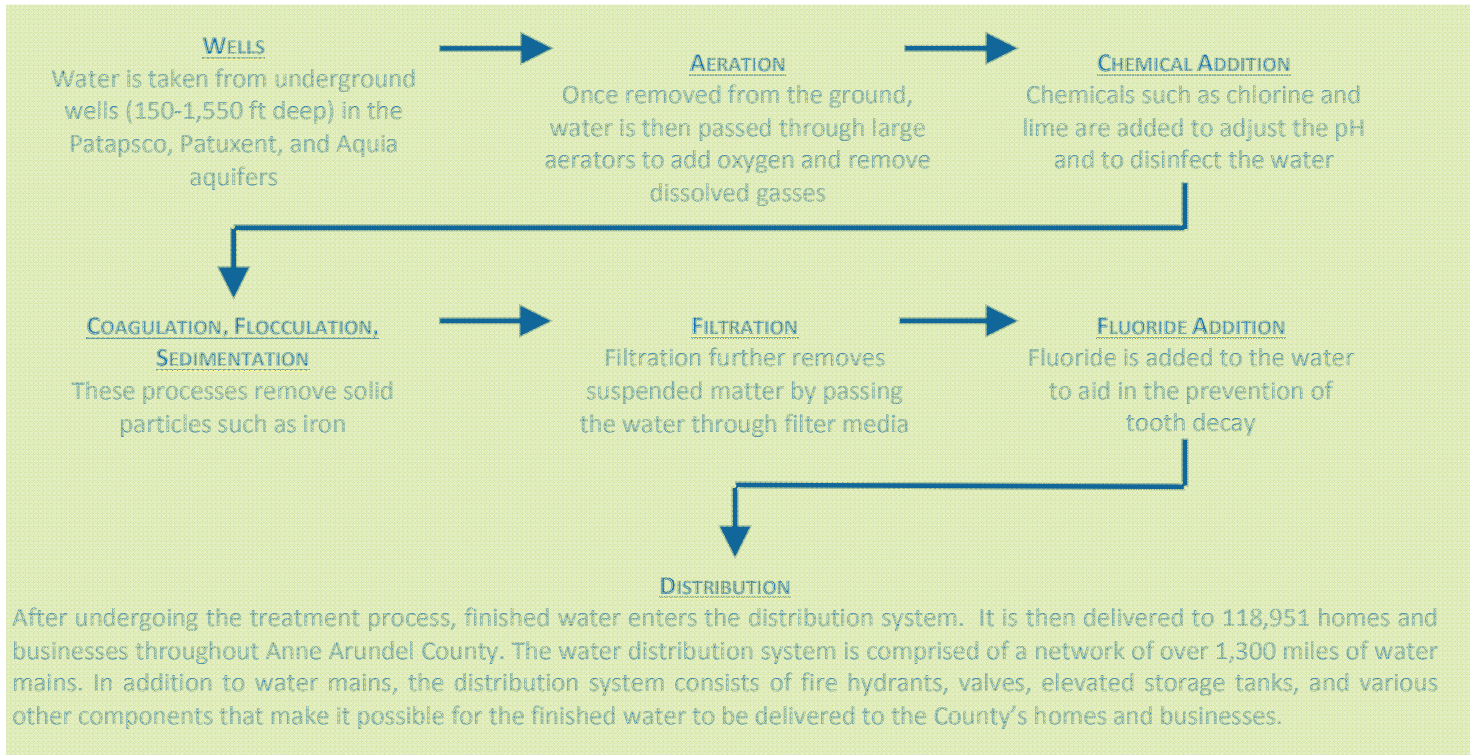 WELLS
Water is taken from underground
wells (150-1,550 ft deep) in the
Patapsco, Patuxent, and Aquia
aquifers
AERATION
Once removed from the ground,
water is then passed through large
aerators to add oxygen and remove
dissolved gasses
CHEMICAL ADDITION
Chemicals such as chlorine and
lime are added to adjust the pH
and to disinfect the water
COAGULATION, FLOCCULATION,
SEDIMENTATION
These processes remove solid
particles such as iron
FILTRATION
Filtration further removes
suspended matter by passing
the water through filter media
FLUORIDE ADDITION
Fluoride is added to the water
to aid in the prevention of
tooth decay
DISTRIBUTION
After undergoing the treatment process, finished water enters the distribution system. It is then delivered to 118,951 homes and
businesses throughout Anne Arundel County. The water distribution system is comprised of a network of over 1,300 miles of water
mains. In addition to water mains, the distribution system consists of fire hydrants, valves, elevated storage tanks, and various
other components that make it possible for the finished water to be delivered to the County's homes and businesses.